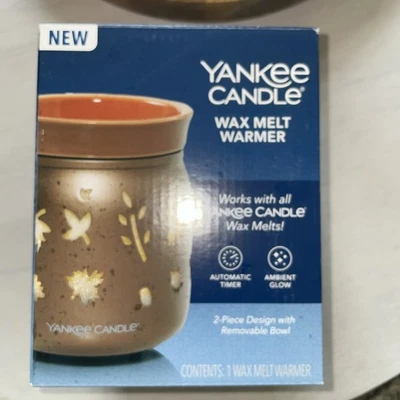 NEW
YANKEE
CANDLE®
WAX MELT
WARMER
Works with all
YANKEE CANDLE®
Wax Melts!
AUTOMATIC
TIMER
AMBIENT
GLOW
2-Piece Design with
Removable Bowl
YANKEE CANDLE
CONTENTS: 1 WAX MELT WARMER